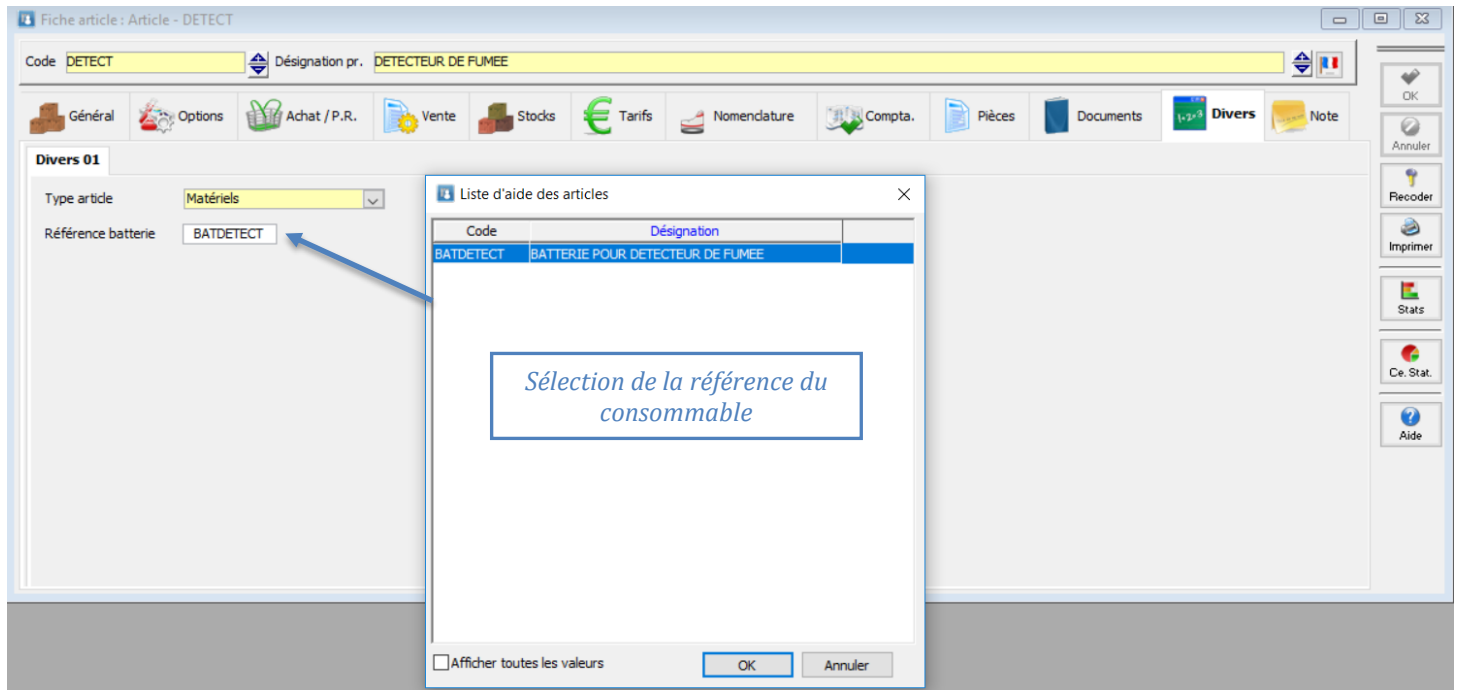 Fiche article : Article - DETECT
Code DETECT Désignation pr. DETECTEUR DE FUMEE
Général Options Achat / P.R. Vente Stocks Tarifs Nomenclature Compta. Pièces Documents Divers Note
Divers 01
Type article Matériels
Référence batterie BATDETECT
Liste d'aide des articles
Code Désignation
BATDETECT BATTERIE POUR DETECTEUR DE FUMEE
Sélection de la référence du
consommable
Afficher toutes les valeurs OK Annuler
OK
Annuler
Recoder
Imprimer
Stats
Ce. Stat.
Aide